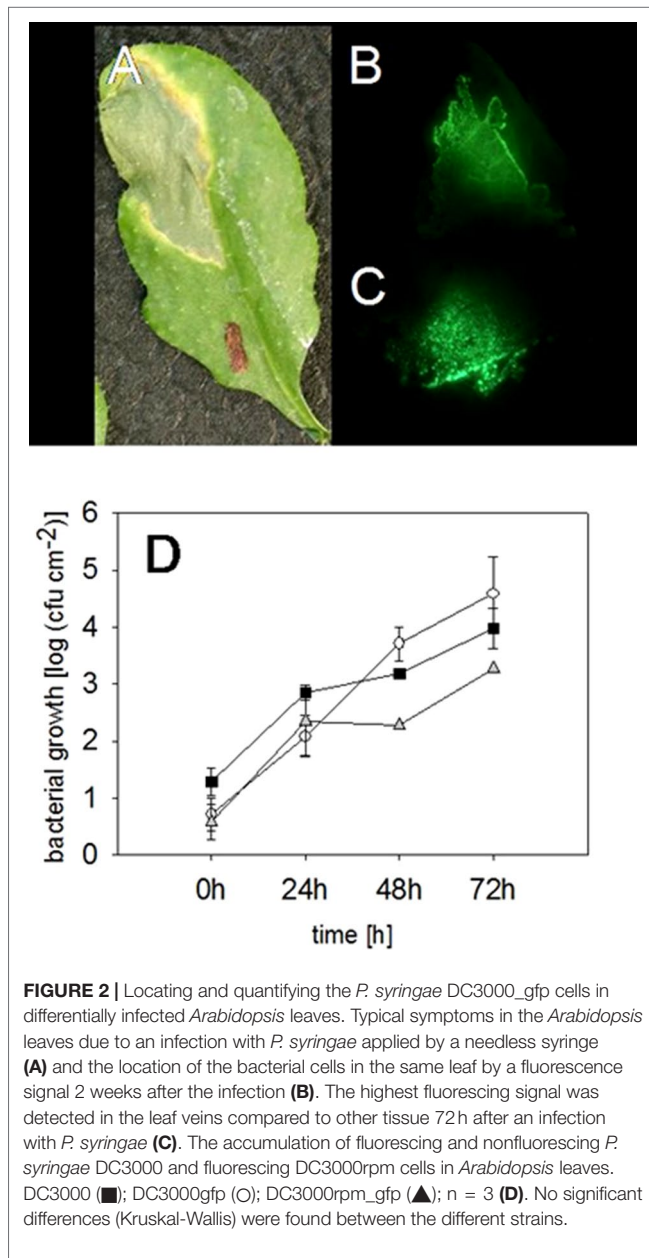 A
B
C
D
6
5
4
3
2
1
0
bacterial growth [log (cfu cm-2)]
0h 24h 48h 72h
time [h]
FIGURE 2 | Locating and quantifying the P. syringae DC3000_gfp cells in
differentially infected Arabidopsis leaves. Typical symptoms in the Arabidopsis
leaves due to an infection with P. syringae applied by a needless syringe
(A) and the location of the bacterial cells in the same leaf by a fluorescence
signal 2 weeks after the infection (B). The highest fluorescing signal was
detected in the leaf veins compared to other tissue 72 h after an infection
with P. syringae (C). The accumulation of fluorescing and nonfluorescing P.
syringae DC3000 and fluorescing DC3000rpm cells in Arabidopsis leaves.
DC3000 (■); DC3000gfp (○); DC3000rpm_gfp (▲); n = 3 (D). No significant
differences (Kruskal-Wallis) were found between the different strains.